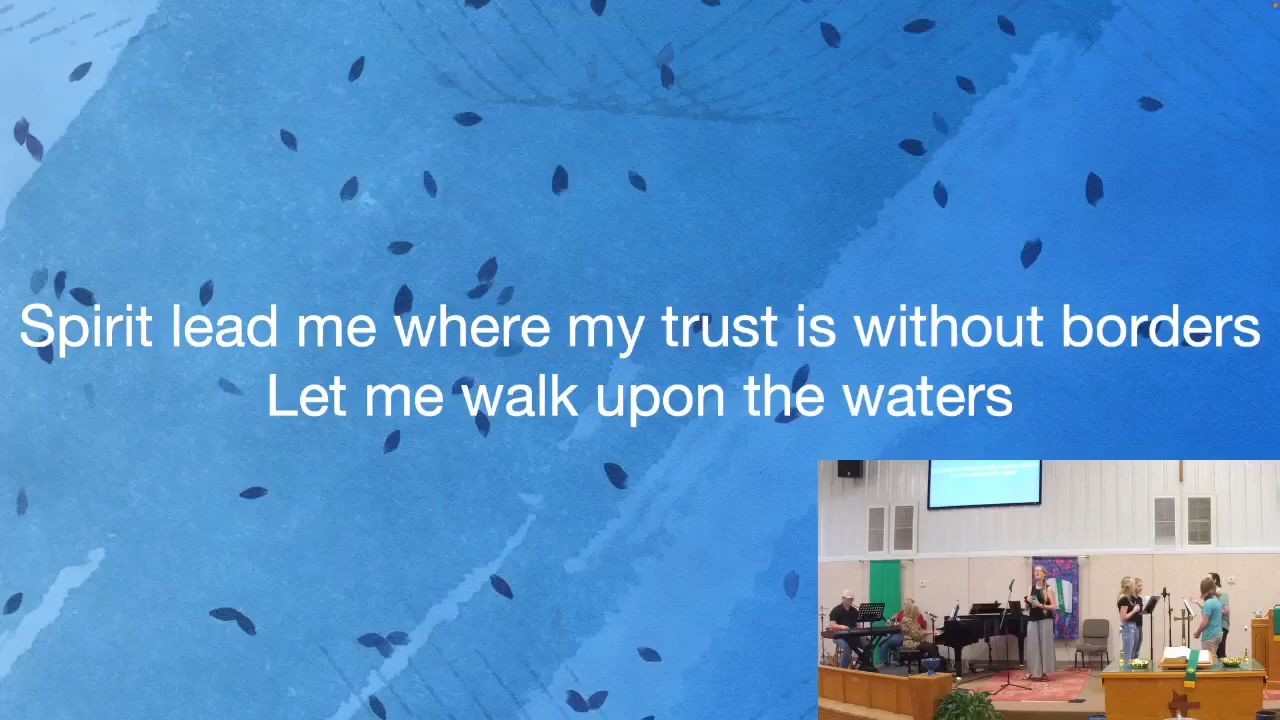 Spirit lead me where my trust is without borders
Let me walk upon the waters